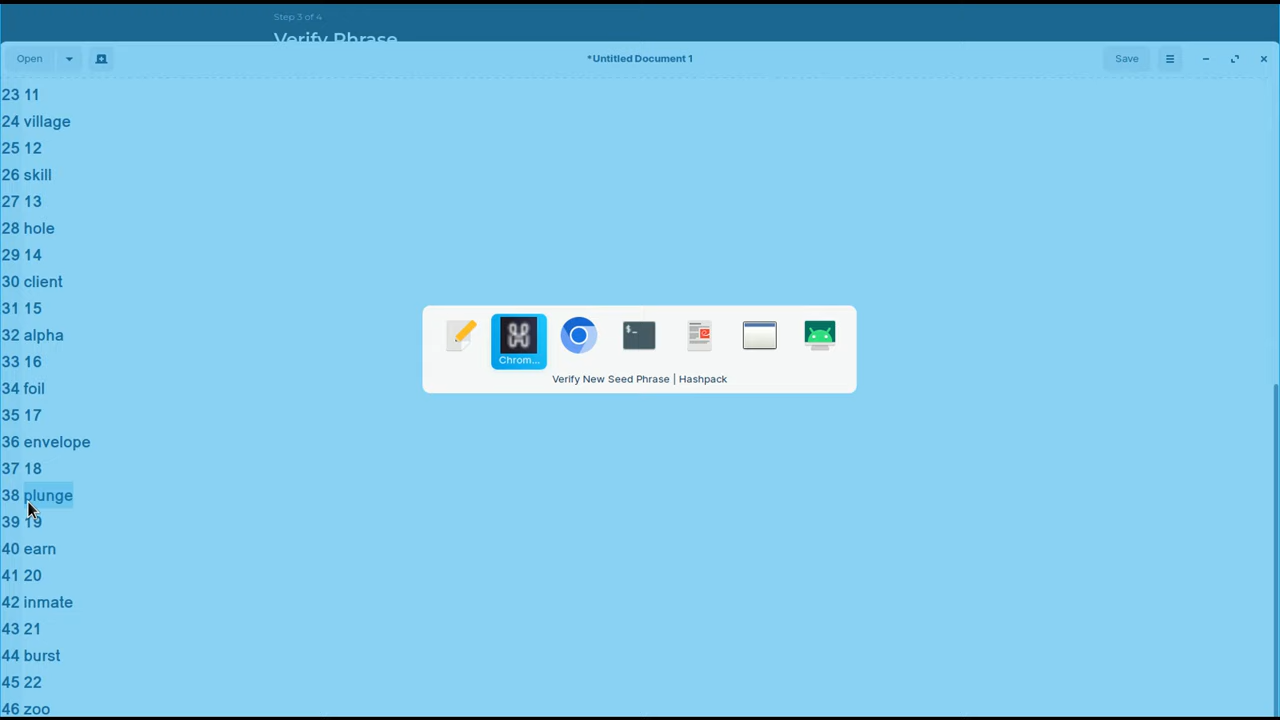 Step 3 of 4
Verify Phrase
Open
*Untitled Document 1
Save
23 11
24 village
25 12
26 skill
27 13
28 hole
29 14
30 client
31 15
32 alpha
33 16
34 foil
35 17
36 envelope
37 18
38 plunge
39 19
40 earn
41 20
42 inmate
43 21
44 burst
45 22
46 zoo
$_
Chrom...
Verify New Seed Phrase | Hashpack